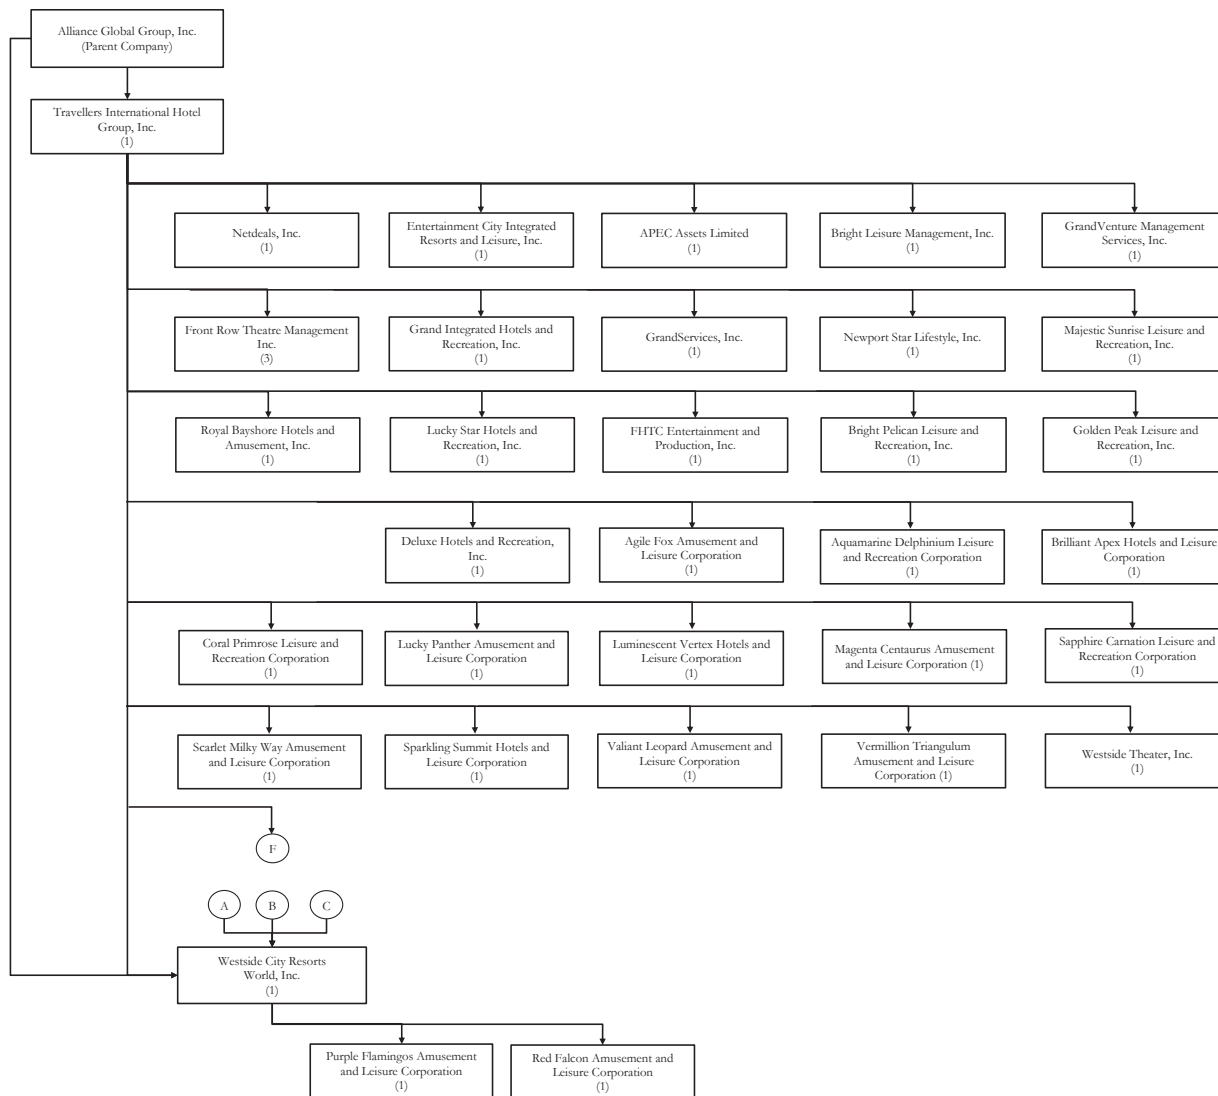 Alliance Global Group, Inc.
(Parent Company)
Travellers International Hotel
Group, Inc.
(1)
Netdeals, Inc.
(1)
Entertainment City Integrated
Resorts and Leisure, Inc.
(1)
APEC Assets Limited
(1)
Bright Leisure Management, Inc.
(1)
GrandVenture Management
Services, Inc.
(1)
Front Row Theatre Management
Inc.
(3)
Grand Integrated Hotels and
Recreation, Inc.
(1)
GrandServices, Inc.
(1)
Newport Star Lifestyle, Inc.
(1)
Majestic Sunrise Leisure and
Recreation, Inc.
(1)
Royal Bayshore Hotels and
Amusement, Inc.
(1)
Lucky Star Hotels and
Recreation, Inc.
(1)
FHTC Entertainment and
Production, Inc.
(1)
Bright Pelican Leisure and
Recreation, Inc.
(1)
Golden Peak Leisure and
Recreation, Inc.
(1)
Deluxe Hotels and Recreation,
Inc.
(1)
Agile Fox Amusement and
Leisure Corporation
(1)
Aquamarine Delphinium Leisure
and Recreation Corporation
(1)
Brilliant Apex Hotels and Leisure
Corporation
(1)
Coral Primrose Leisure and
Recreation Corporation
(1)
Lucky Panther Amusement and
Leisure Corporation
(1)
Luminescent Vertex Hotels and
Leisure Corporation
(1)
Magenta Centaurus Amusement
and Leisure Corporation (1)
Sapphire Carnation Leisure and
Recreation Corporation
(1)
Scarlet Milky Way Amusement
and Leisure Corporation
(1)
Sparkling Summit Hotels and
Leisure Corporation
(1)
Valiant Leopard Amusement and
Leisure Corporation
(1)
Vermillion Triangulum
Amusement and Leisure
Corporation (1)
Westside Theater, Inc.
(1)
F
A
B
C
Westside City Resorts
World, Inc.
(1)
Purple Flamingos Amusement
and Leisure Corporation
(1)
Red Falcon Amusement and
Leisure Corporation
(1)